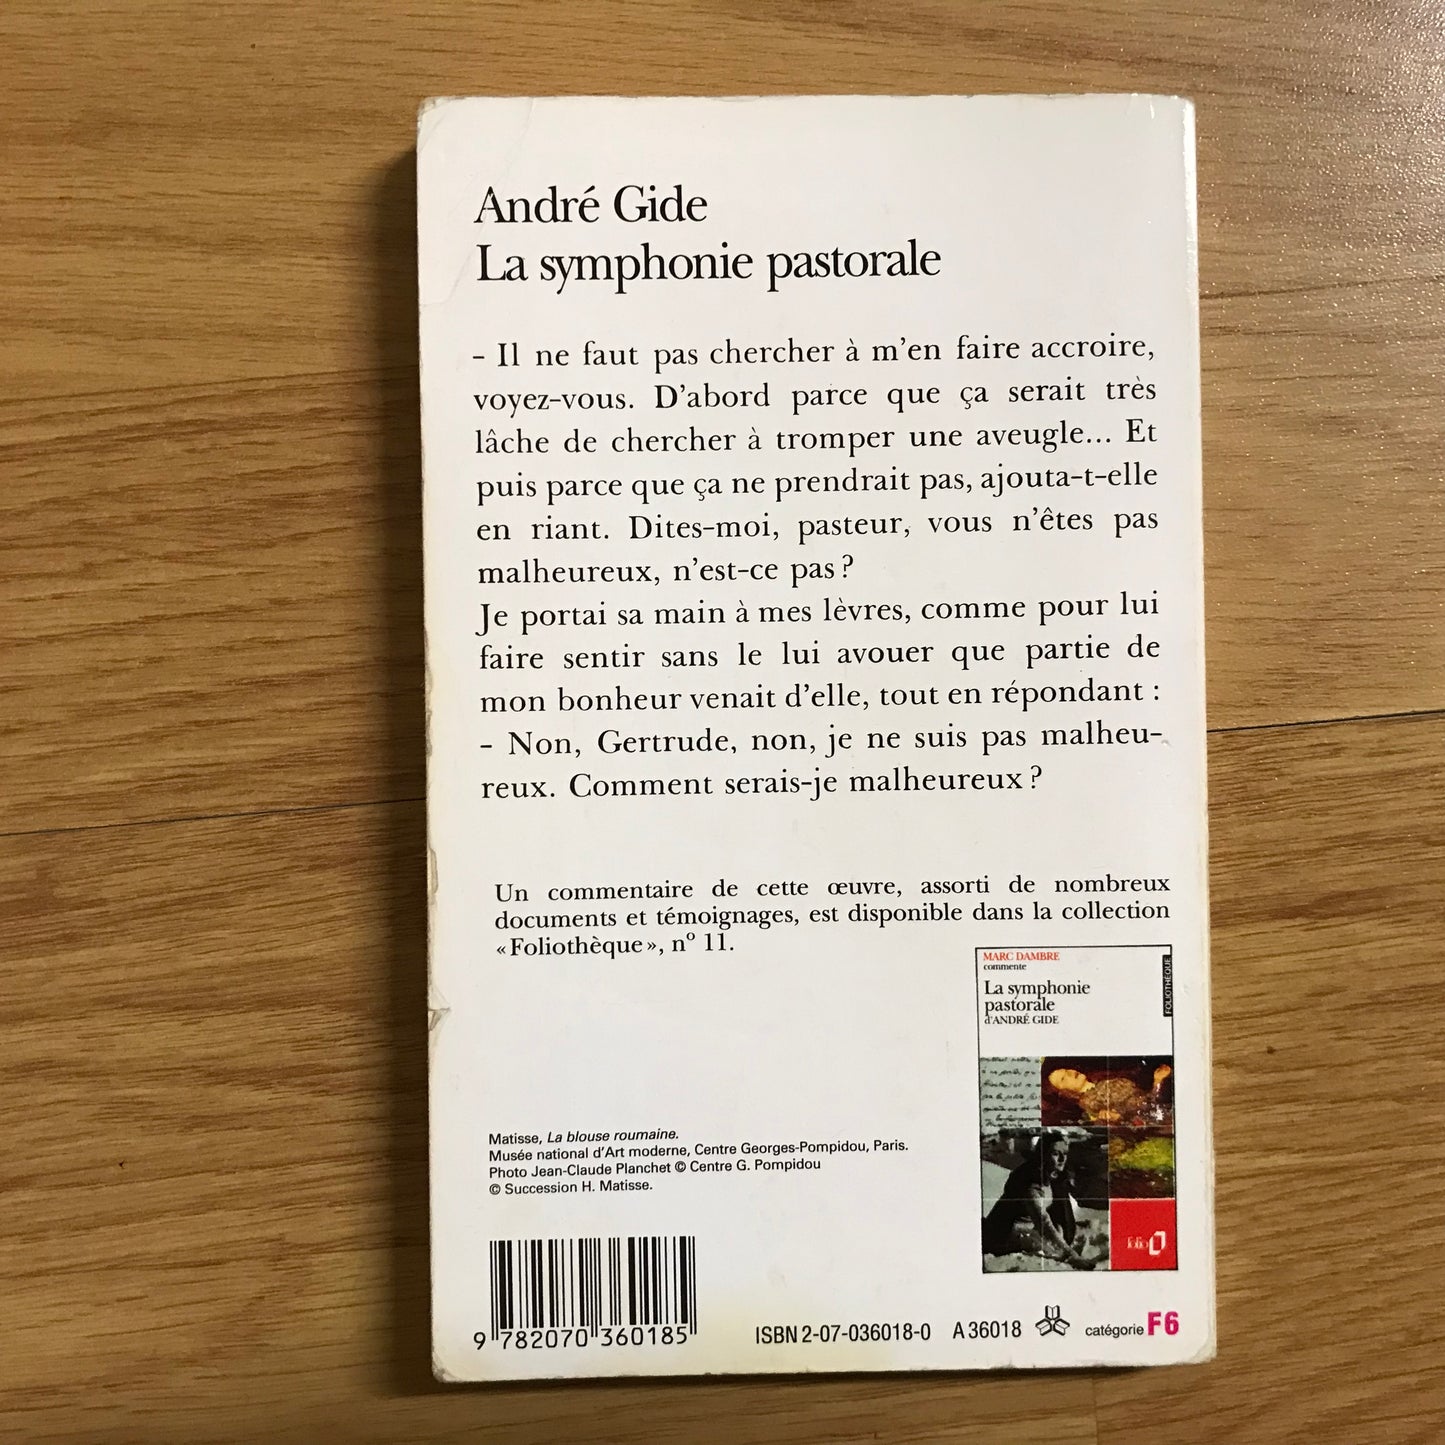 André Gide
La symphonie pastorale
- Il ne faut pas chercher à m'en faire accroire,
voyez-vous. D'abord parce que ça serait très
lâche de chercher à tromper une aveugle... Et
puis parce que ça ne prendrait pas, ajouta-t-elle
en riant. Dites-moi, pasteur, vous n'êtes pas
malheureux, n'est-ce pas ?
Je portai sa main à mes lèvres, comme pour lui
faire sentir sans le lui avouer que partie de
mon bonheur venait d'elle, tout en répondant :
- Non, Gertrude, non, je ne suis pas malheu-
reux. Comment serais-je malheureux ?
Un commentaire de cette œuvre, assorti de nombreux
documents et témoignages, est disponible dans la collection
« Foliothèque », nº 11.
MARC DAMBRE
commente
La symphonie
pastorale
d'ANDRÉ GIDE
FOLIOTHÈQUE
folio
Matisse, La blouse roumaine.
Musée national d'Art moderne, Centre Georges-Pompidou, Paris.
Photo Jean-Claude Planchet © Centre G. Pompidou
© Succession H. Matisse.
9 782070 360185
ISBN 2-07-036018-0 A 36018 catégorie F6